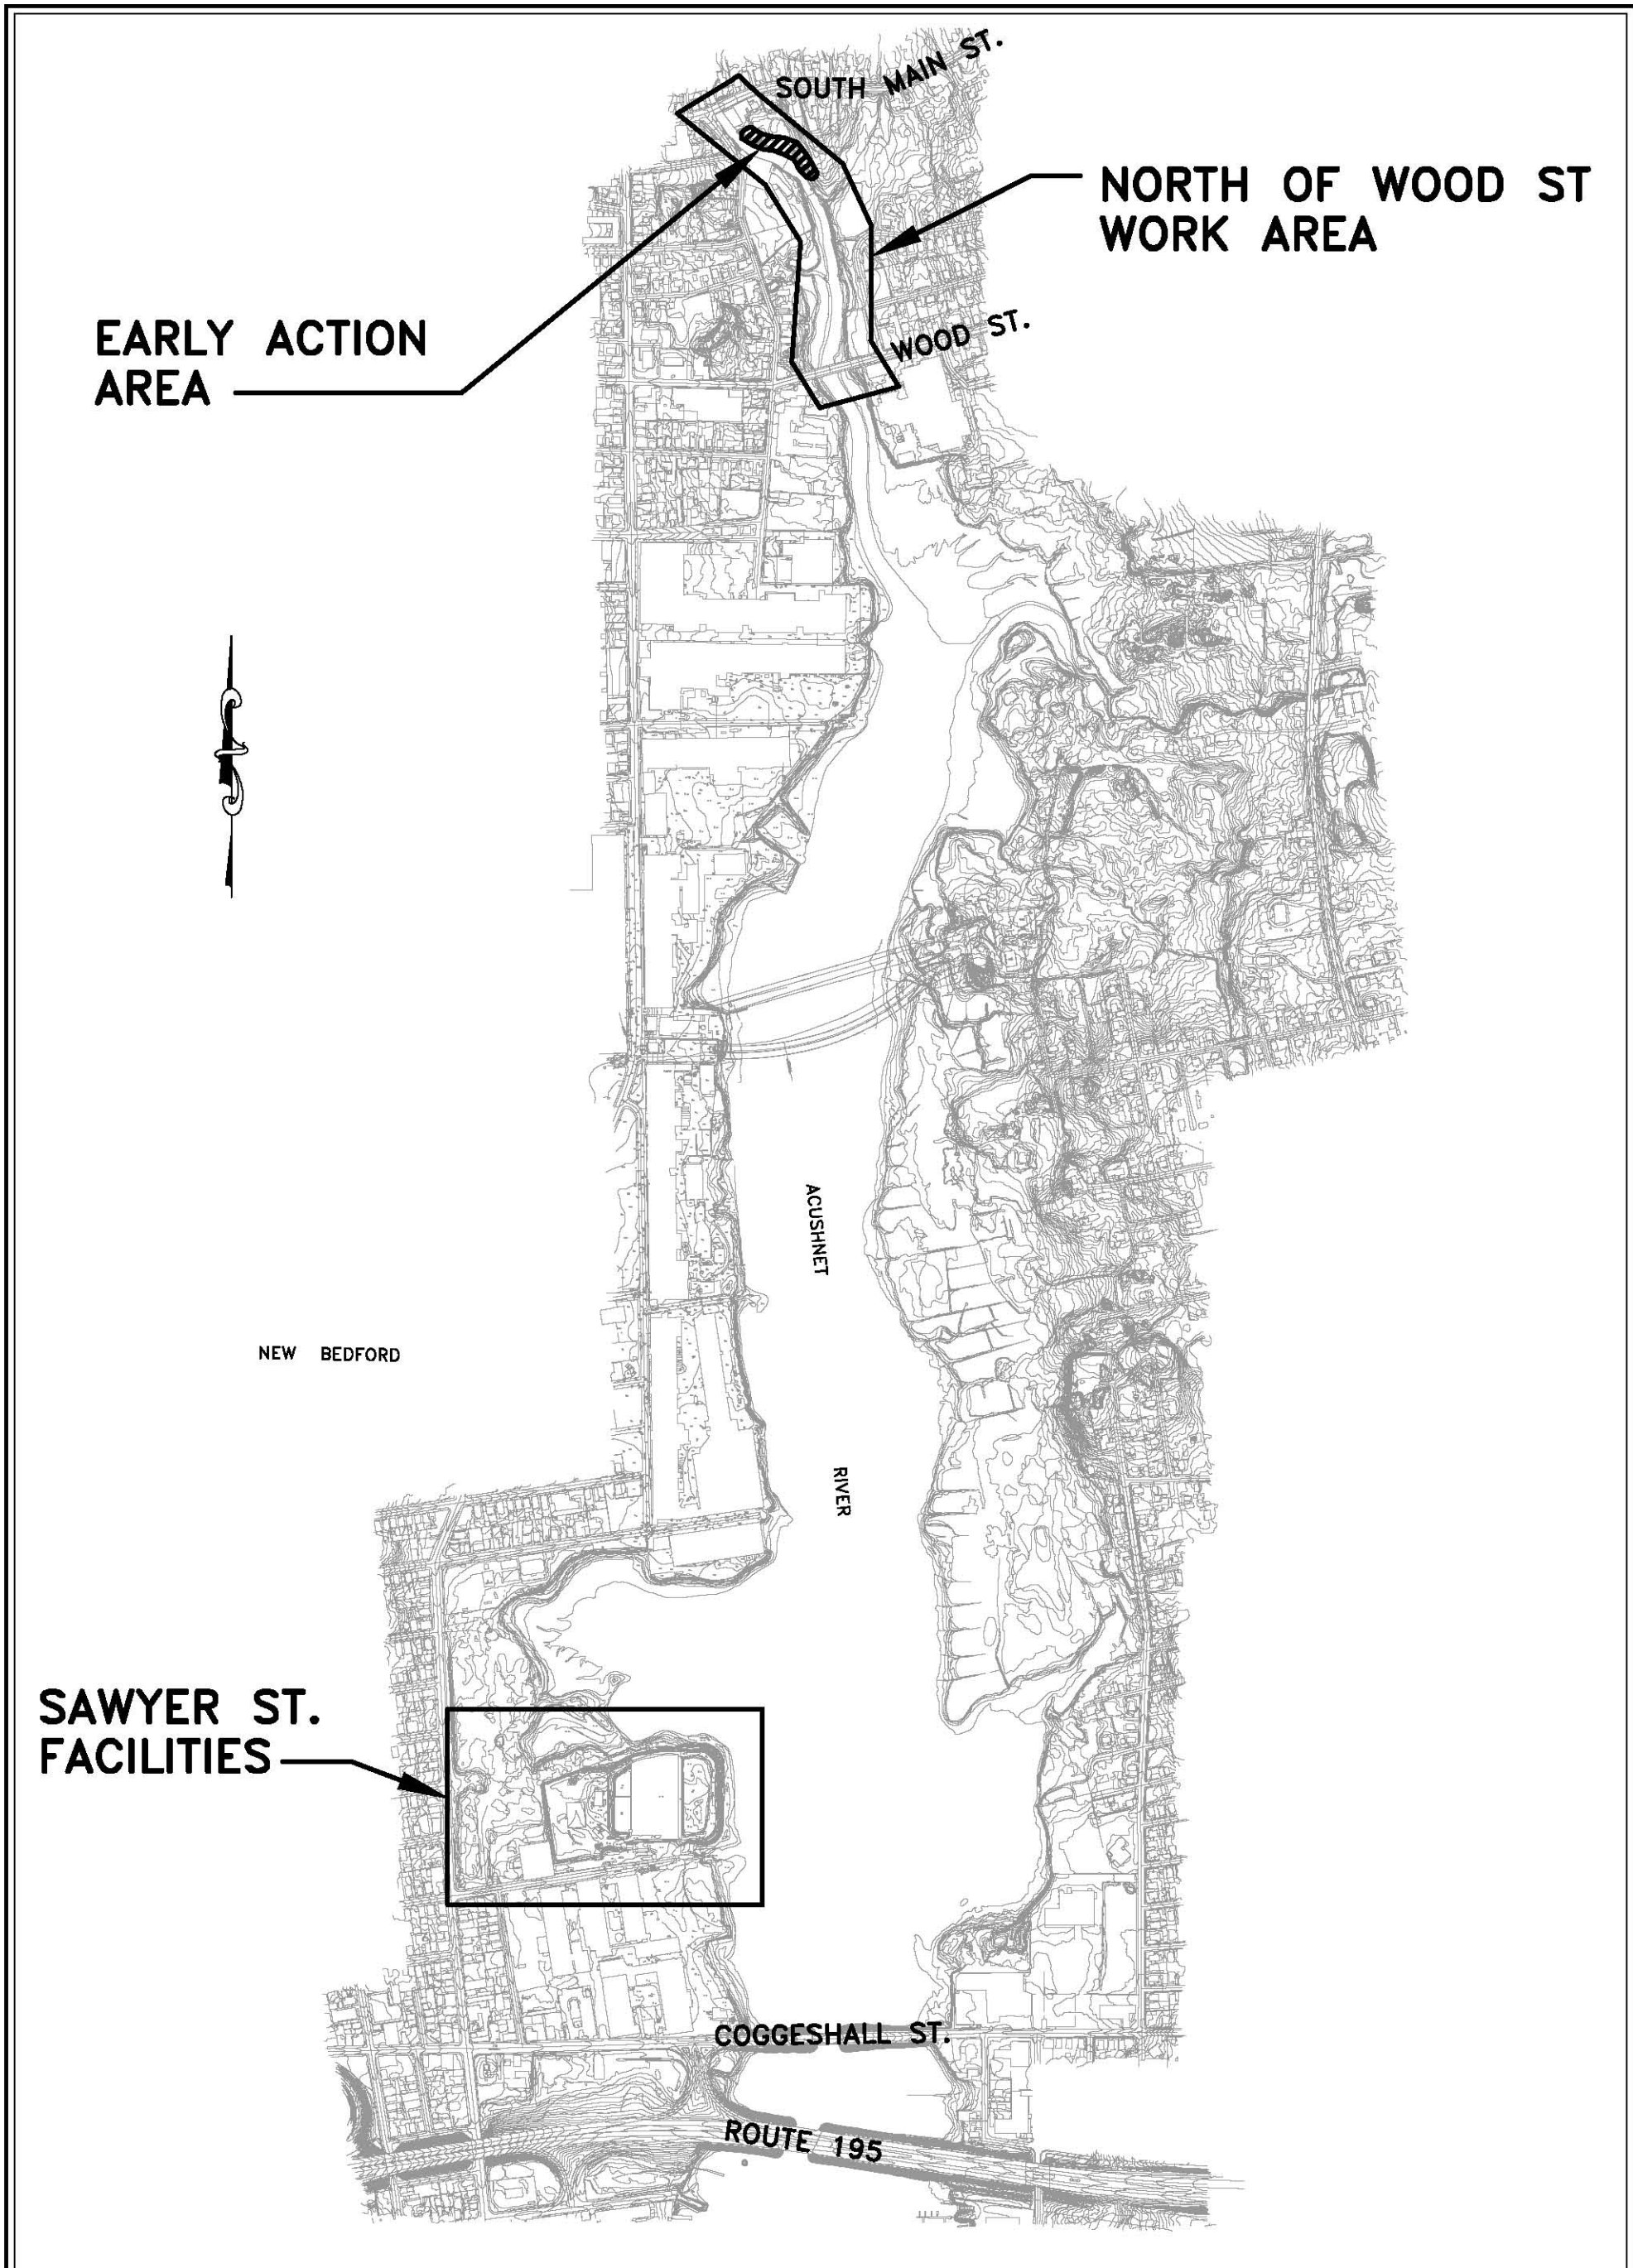 SOUTH MAIN ST.
NORTH OF WOOD ST
WORK AREA
EARLY ACTION
AREA
WOOD ST.
ACUSHNET
NEW BEDFORD
RIVER
SAWYER ST.
FACILITIES
COGGESHALL ST.
ROUTE 195